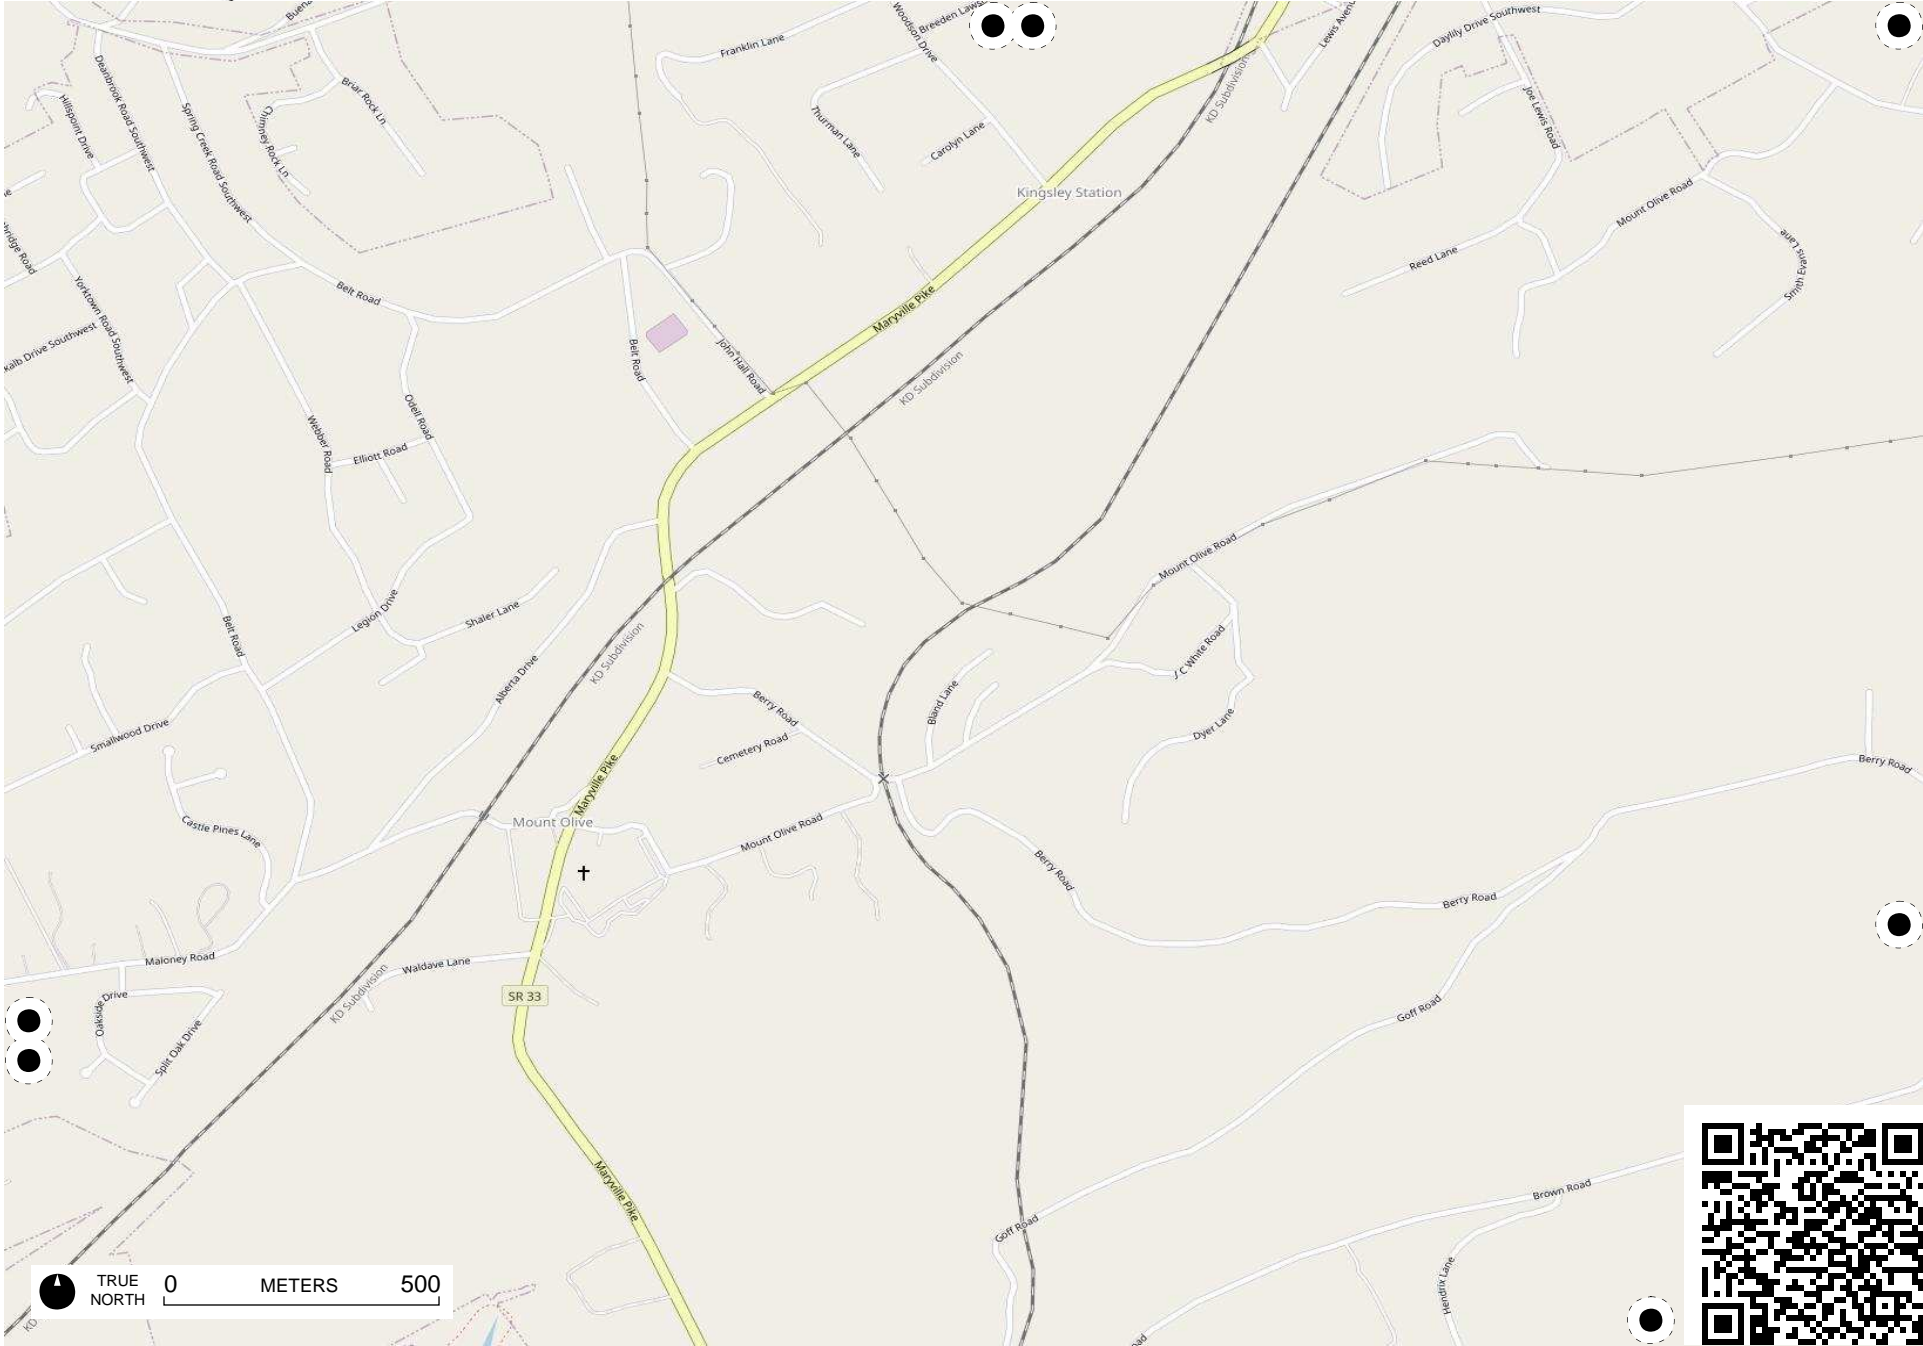 Franklin Lane
Woodson Drive
Breeden Laws
Lewis Aven
Daylily Drive Southwest
Buena
Deanbrook Road Southwest
Hillspoint Drive
Spring Creek Road Southwest
Briar Rock Ln
Chimney Rock Ln
Thurman Lane
Carolyn Lane
KD Subdivision
Joe Lewis Road
Kingsley Station
Mount Olive Road
Reed Lane
Smith Evans Lane
bridge Road
Yorktown Road Southwest
Belt Road
Maryville Pike
kalb Drive Southwest
Belt Road
John Hall Road
KD Subdivision
Odell Road
Webber Road
Elliott Road
Mount Olive Road
Legion Drive
Shaler Lane
Belt Road
KD Subdivision
Alberta Drive
J C White Road
Bland Lane
Berry Road
Dyer Lane
Smallwood Drive
Cemetery Road
Maryville Pike
Berry Road
Castle Pines Lane
Mount Olive
Mount Olive Road
Berry Road
Berry Road
Maloney Road
Waldave Lane
KD Subdivision
SR 33
Oakside Drive
Split Oak Drive
Goff Road
Maryville Pike
Brown Road
Goff Road
Hendrix Lane
TRUE
NORTH
0 METERS 500
KD
oad